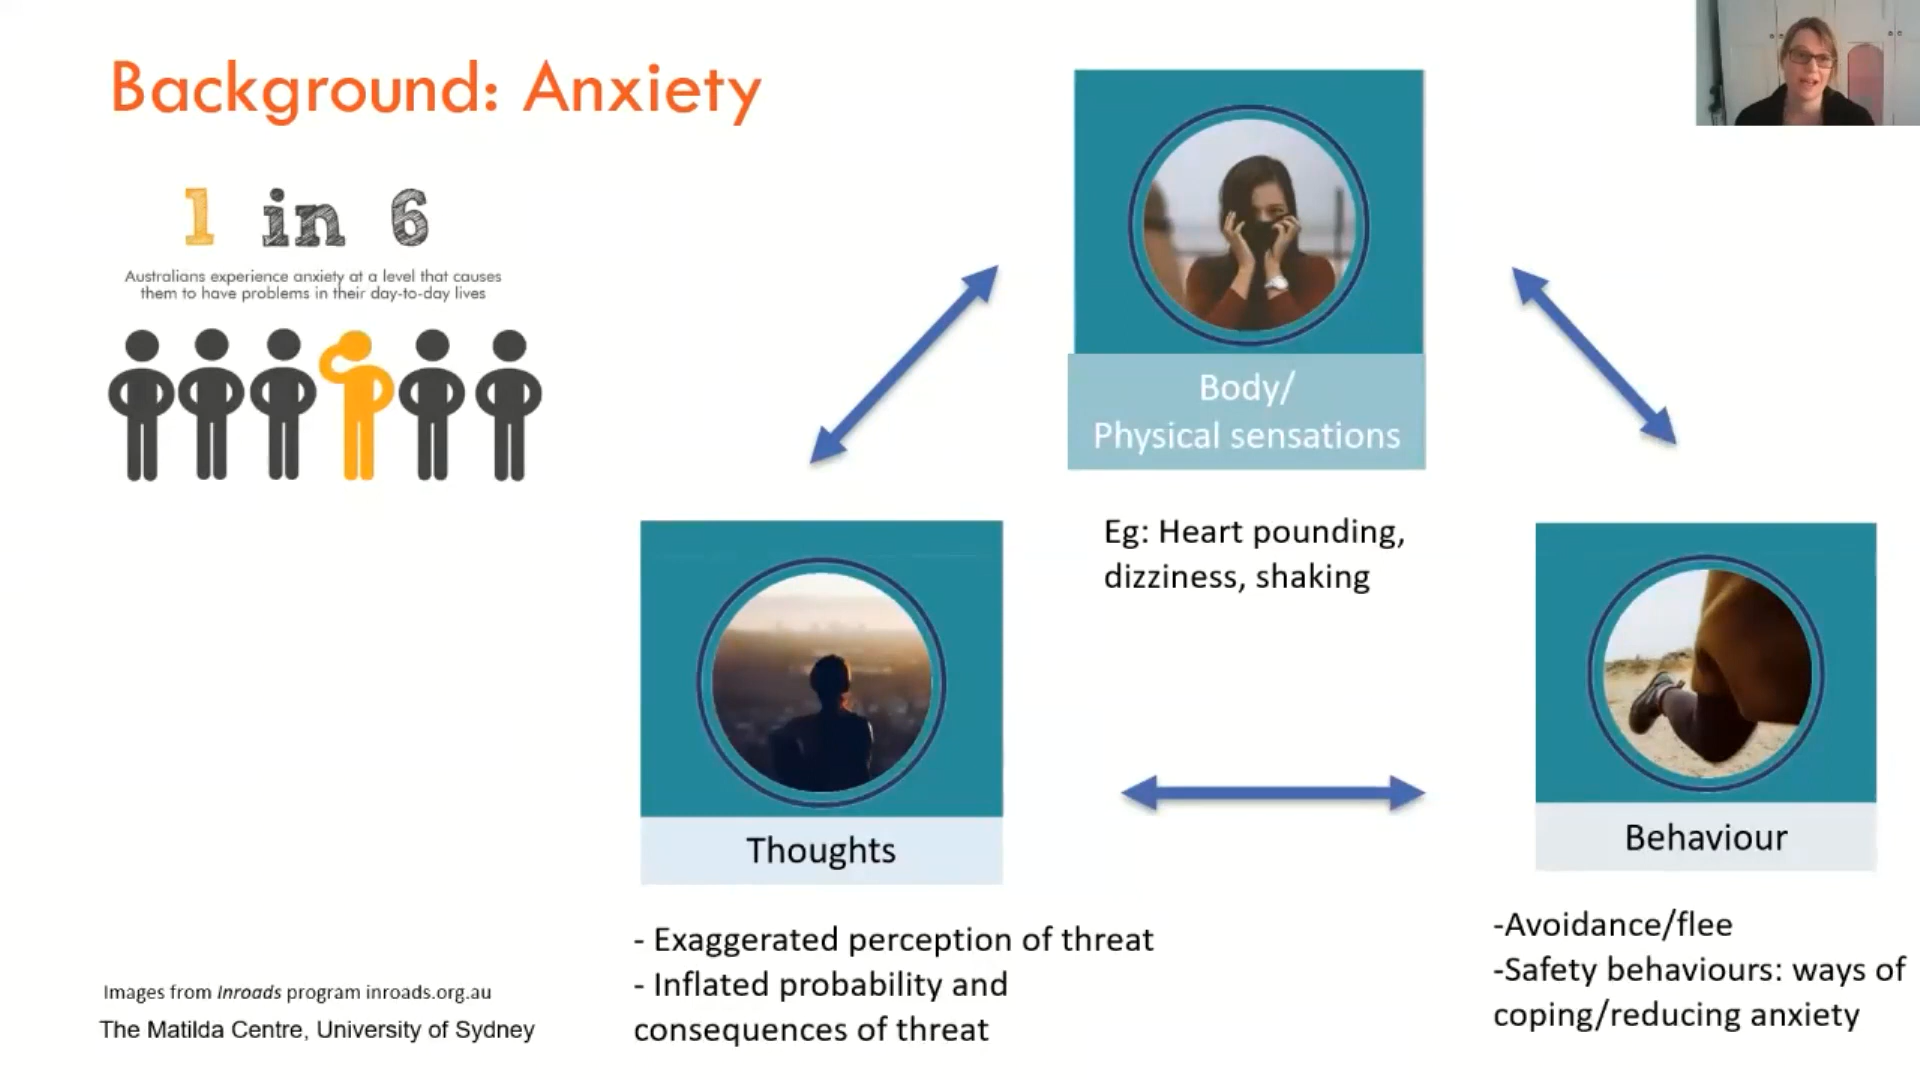 Background: Anxiety
1 in 6
Australians experience anxiety at a level that causes
them to have problems in their day-to-day lives
Body/
Physical sensations
Eg: Heart pounding,
dizziness, shaking
Thoughts
- Exaggerated perception of threat
- Inflated probability and
consequences of threat
Behaviour
-Avoidance/flee
-Safety behaviours: ways of
coping/reducing anxiety
Images from Inroads program inroads.org.au
The Matilda Centre, University of Sydney